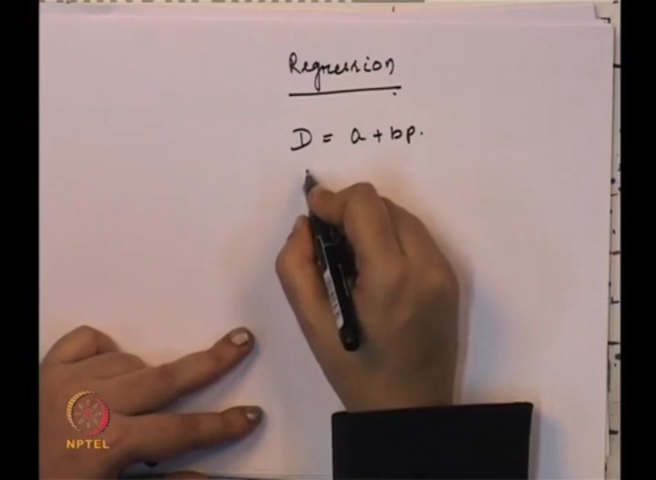 Regression
D = a + bp.
NPTEL